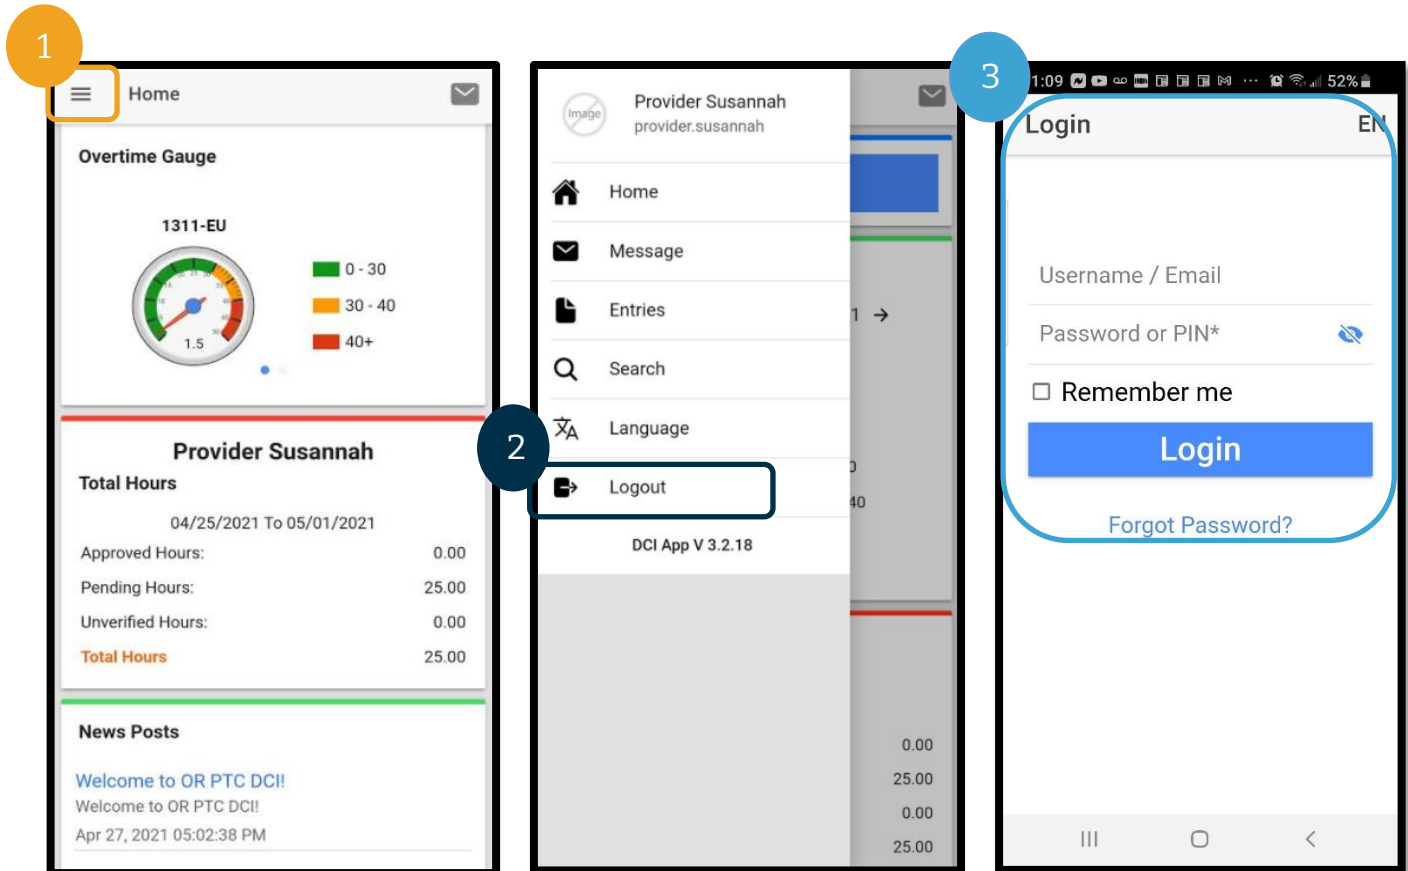 1
Home
Overtime Gauge
1311-EU
0 - 30
30 - 40
40+
1.5
Provider Susannah
Total Hours
04/25/2021 To 05/01/2021
Approved Hours: 0.00
Pending Hours: 25.00
Unverified Hours: 0.00
Total Hours 25.00
News Posts
Welcome to OR PTC DCI!
Welcome to OR PTC DCI!
Apr 27, 2021 05:02:38 PM
2
Image
Provider Susannah
provider.susannah
Home
Message
Entries
Search
Language
Logout
DCI App V 3.2.18
1 →
40
0.00
25.00
0.00
25.00
3
1:09 52%
Login EN
Username / Email
Password or PIN*
Remember me
Login
Forgot Password?